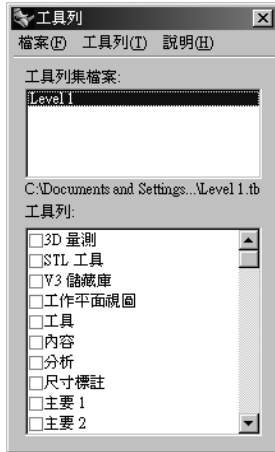 工具列
檔案(F) 工具列(T) 說明(H)
工具列集檔案:
Level 1
C:\Documents and Settings...\Level 1.tb
工具列:
3D 量測
STL 工具
V3 儲藏庫
工作平面視圖
工具
內容
分析
尺寸標註
主要 1
主要 2